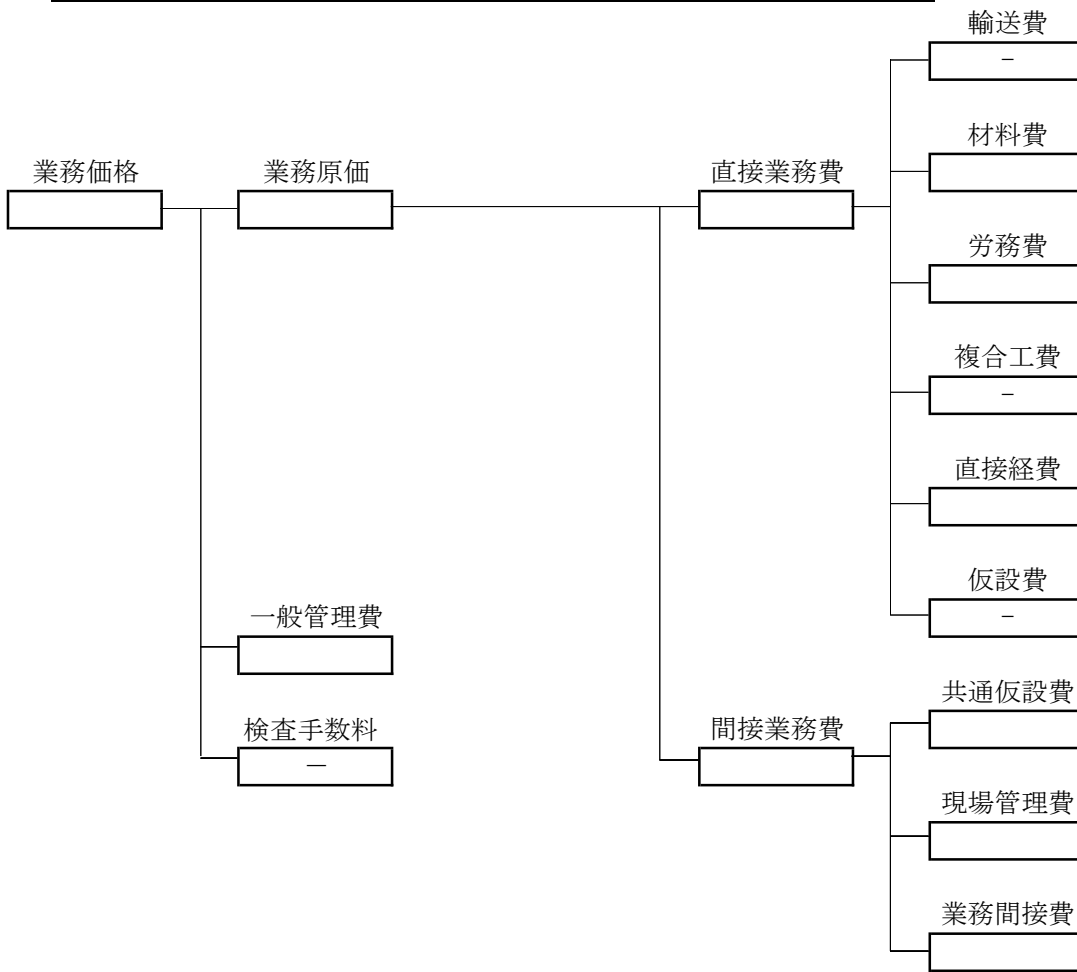 輸送費
－
材料費
業務価格
業務原価
直接業務費
労務費
複合工費
－
直接経費
仮設費
－
一般管理費
共通仮設費
検査手数料
－
間接業務費
現場管理費
業務間接費